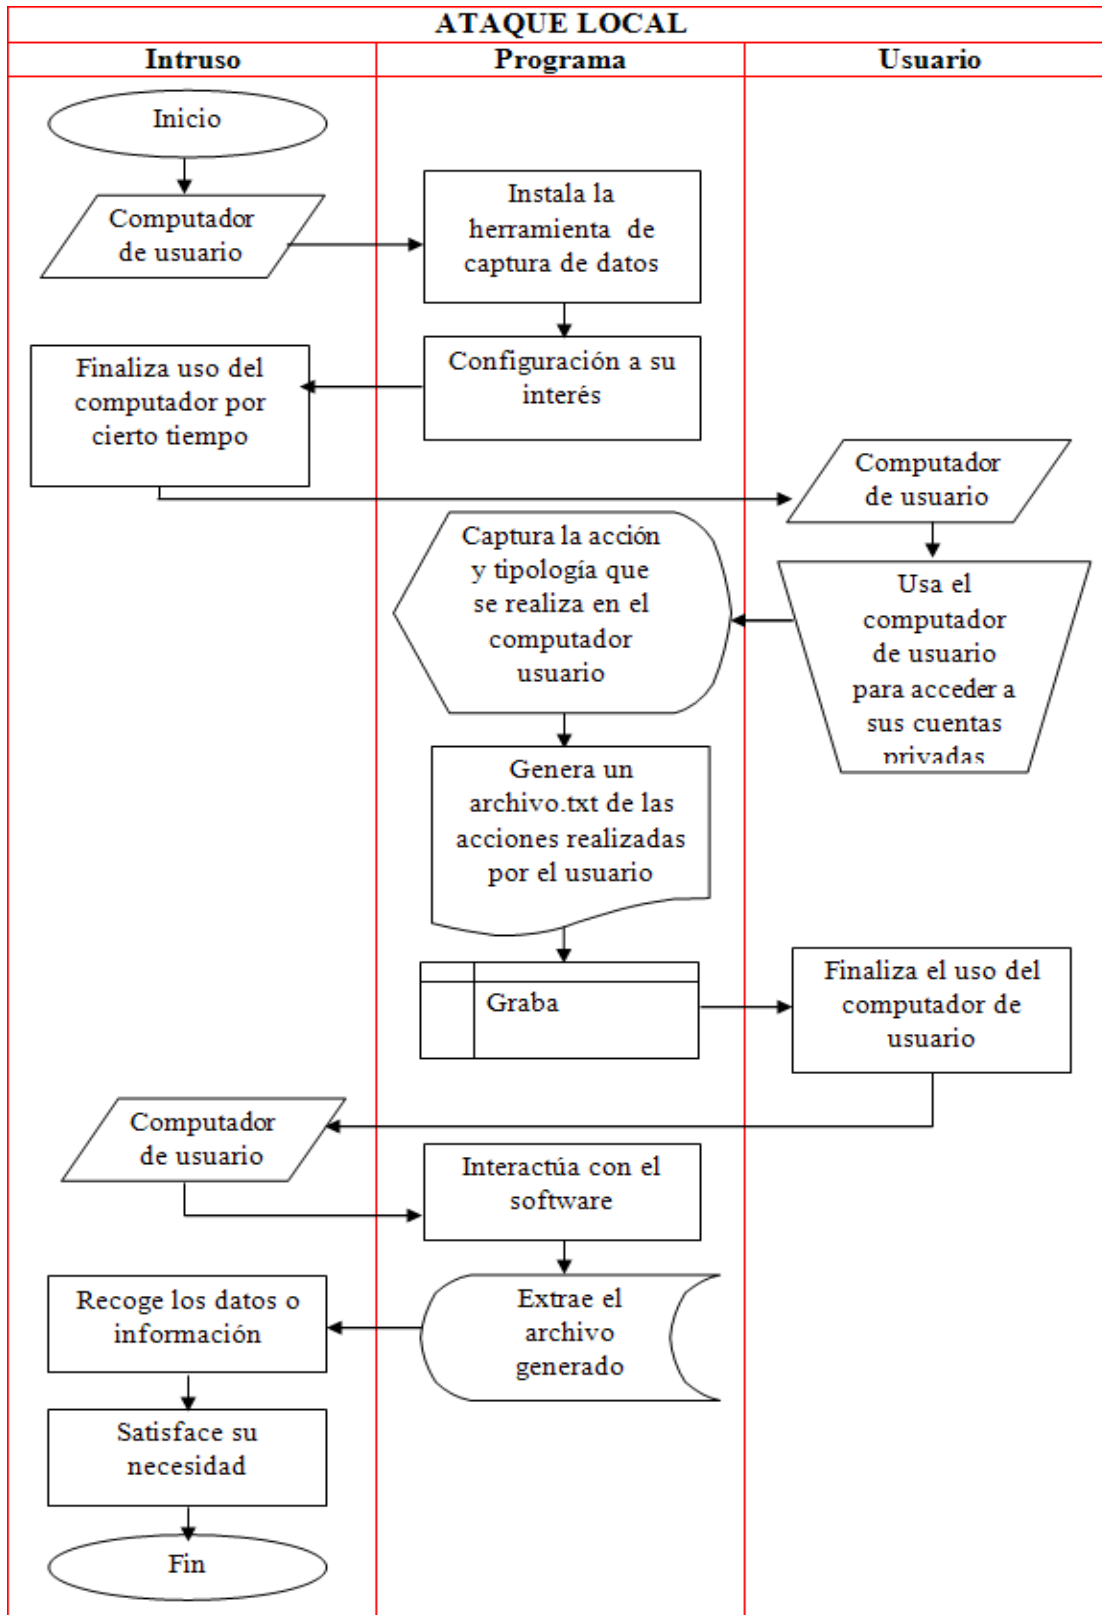 ATAQUE LOCAL
Intruso
Programa
Usuario
Inicio
Computador
de usuario
Instala la
herramienta de
captura de datos
Configuración a su
interés
Finaliza uso del
computador por
cierto tiempo
Computador
de usuario
Usa el
computador
de usuario
para acceder a
sus cuentas
privadas
Captura la acción
y tipología que
se realiza en el
computador
usuario
Genera un
archivo.txt de las
acciones realizadas
por el usuario
Graba
Finaliza el uso del
computador de
usuario
Computador
de usuario
Interactúa con el
software
Extrae el
archivo
generado
Recoge los datos o
información
Satisface su
necesidad
Fin